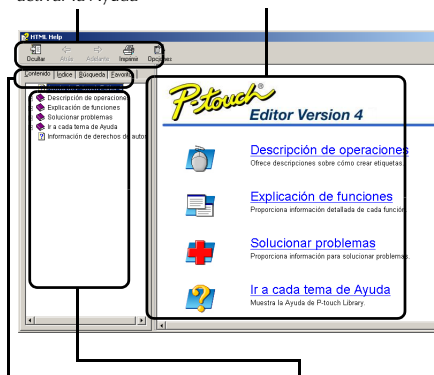 activar la Ayuda
HTML Help
Ocultar Atrás Adelante Imprimir Opciones
Contenido Índice Búsqueda Favoritos
Descripción de operaciones
Explicación de funciones
Solucionar problemas
Ir a cada tema de Ayuda
Información de derechos de autor
P-touch
Editor Version 4
Descripción de operaciones
Ofrece descripciones sobre cómo crear etiquetas.
Explicación de funciones
Proporciona información detallada de cada función.
Solucionar problemas
Proporciona información para solucionar problemas.
Ir a cada tema de Ayuda
Muestra la Ayuda de P-touch Library.